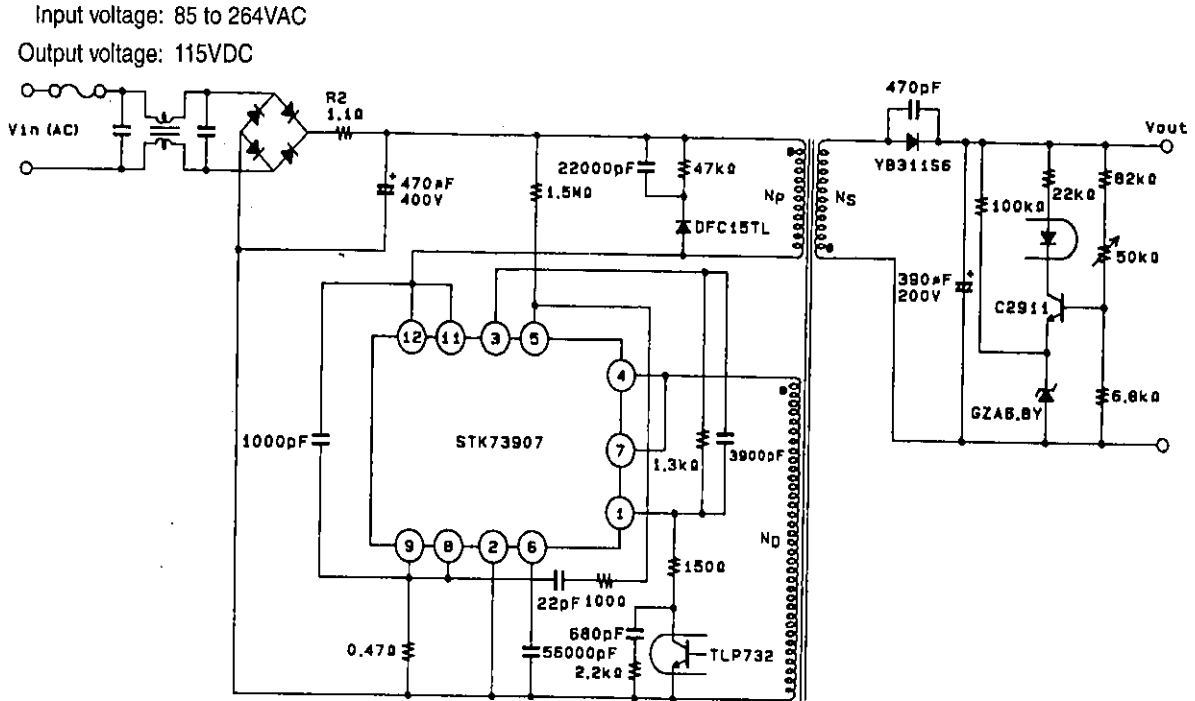 Input voltage: 85 to 264VAC
Output voltage: 115VDC
470pF
R2
1.1Ω
Vin (AC)
Vout
YB311S6
22000pF
47kΩ
82kΩ
470μF
400V
1.5MΩ
NP
NS
22kΩ
100kΩ
DFC15TL
50kΩ
390μF
200V
C2911
12
11
3
5
4
GZA6.8Y
6.8kΩ
1000pF
STK73907
7
1.3kΩ
3900pF
1
ND
9
8
2
6
150Ω
22pF
100Ω
680pF
0.47Ω
56000pF
TLP732
2.2kΩ